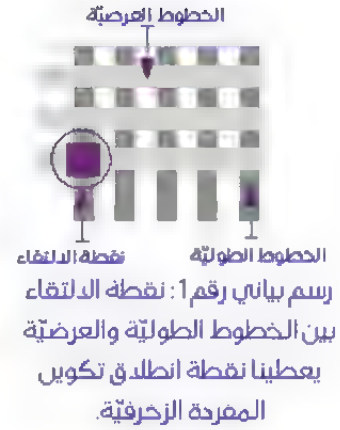 الخطوط العرضيّة
نقطة الالتقاء
الخطوط الطوليّة
رسم بياني رقم 1: نقطة الالتقاء
بين الخطوط الطوليّة والعرضيّة
يعطينا نقطة انطلاق تكوين
المفردة الزخرفيّة.